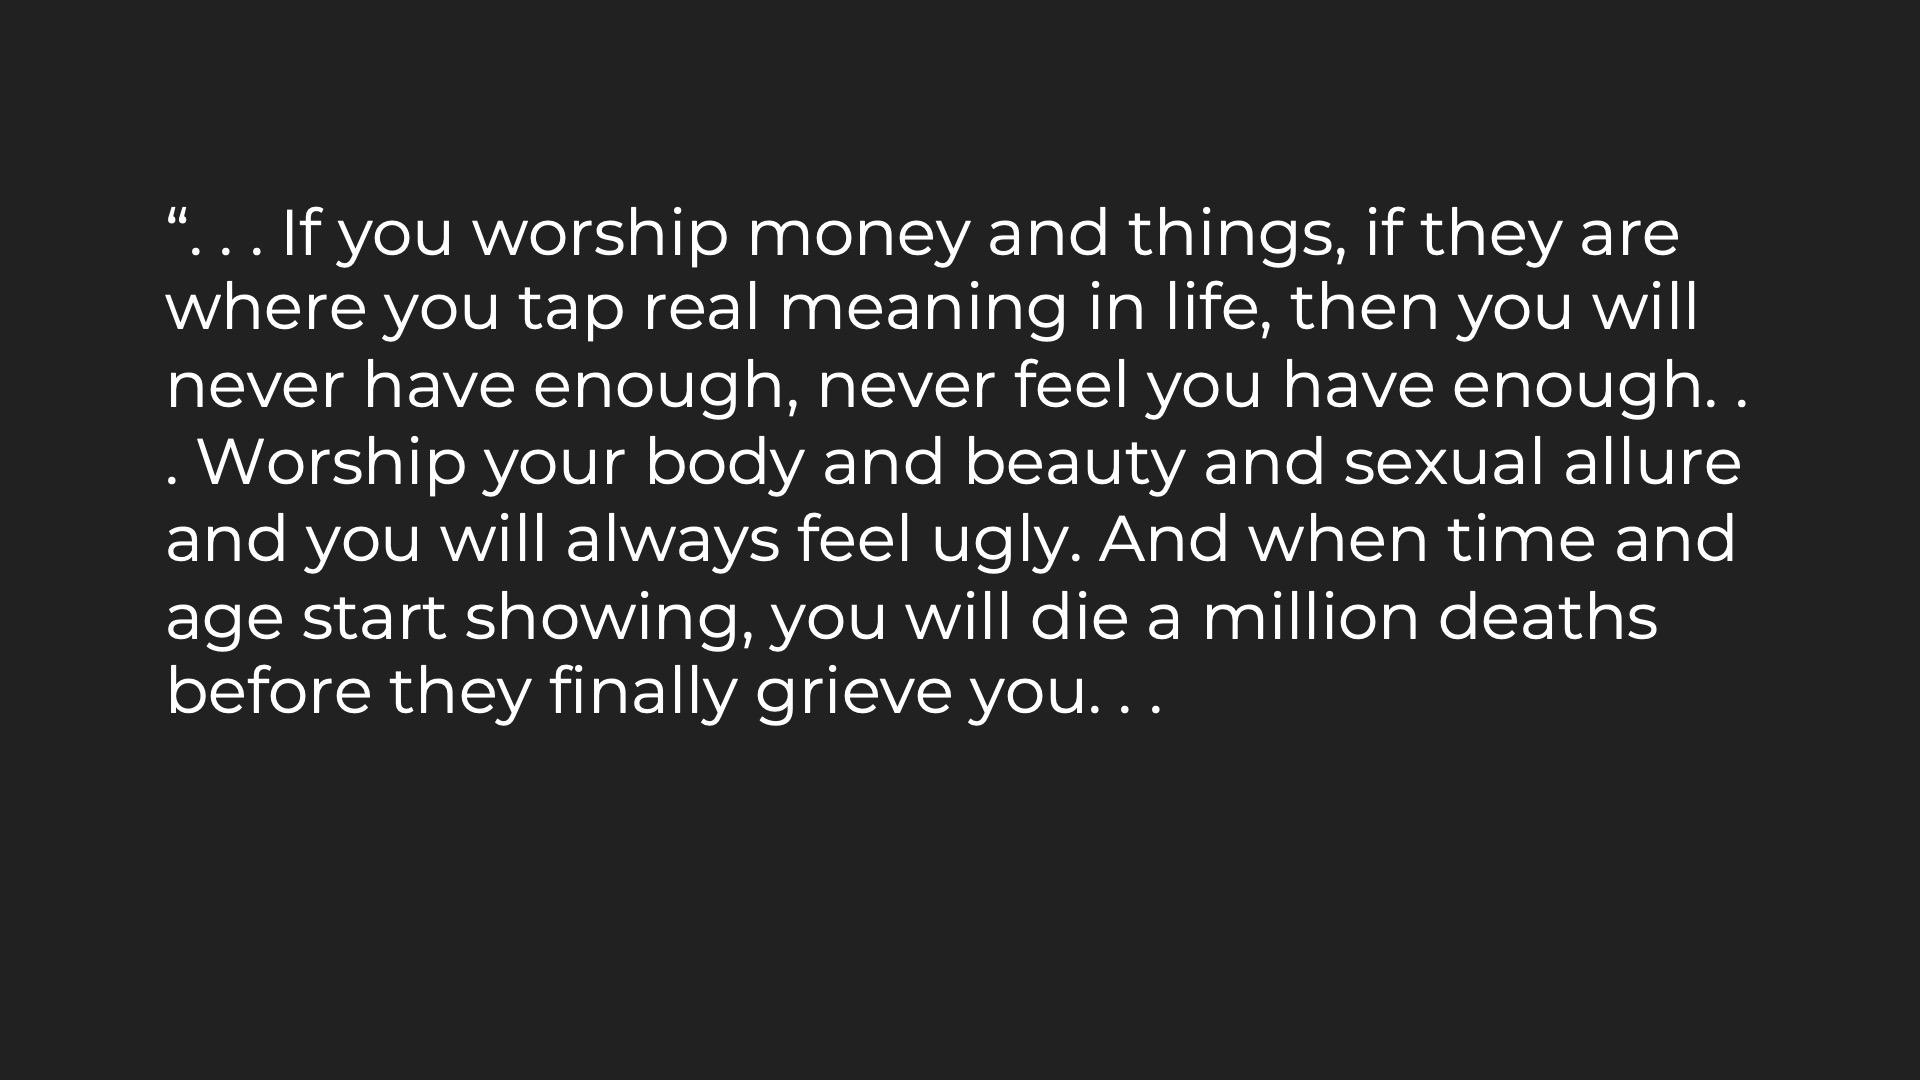 “. . . If you worship money and things, if they are
where you tap real meaning in life, then you will
never have enough, never feel you have enough. .
. Worship your body and beauty and sexual allure
and you will always feel ugly. And when time and
age start showing, you will die a million deaths
before they finally grieve you. . .